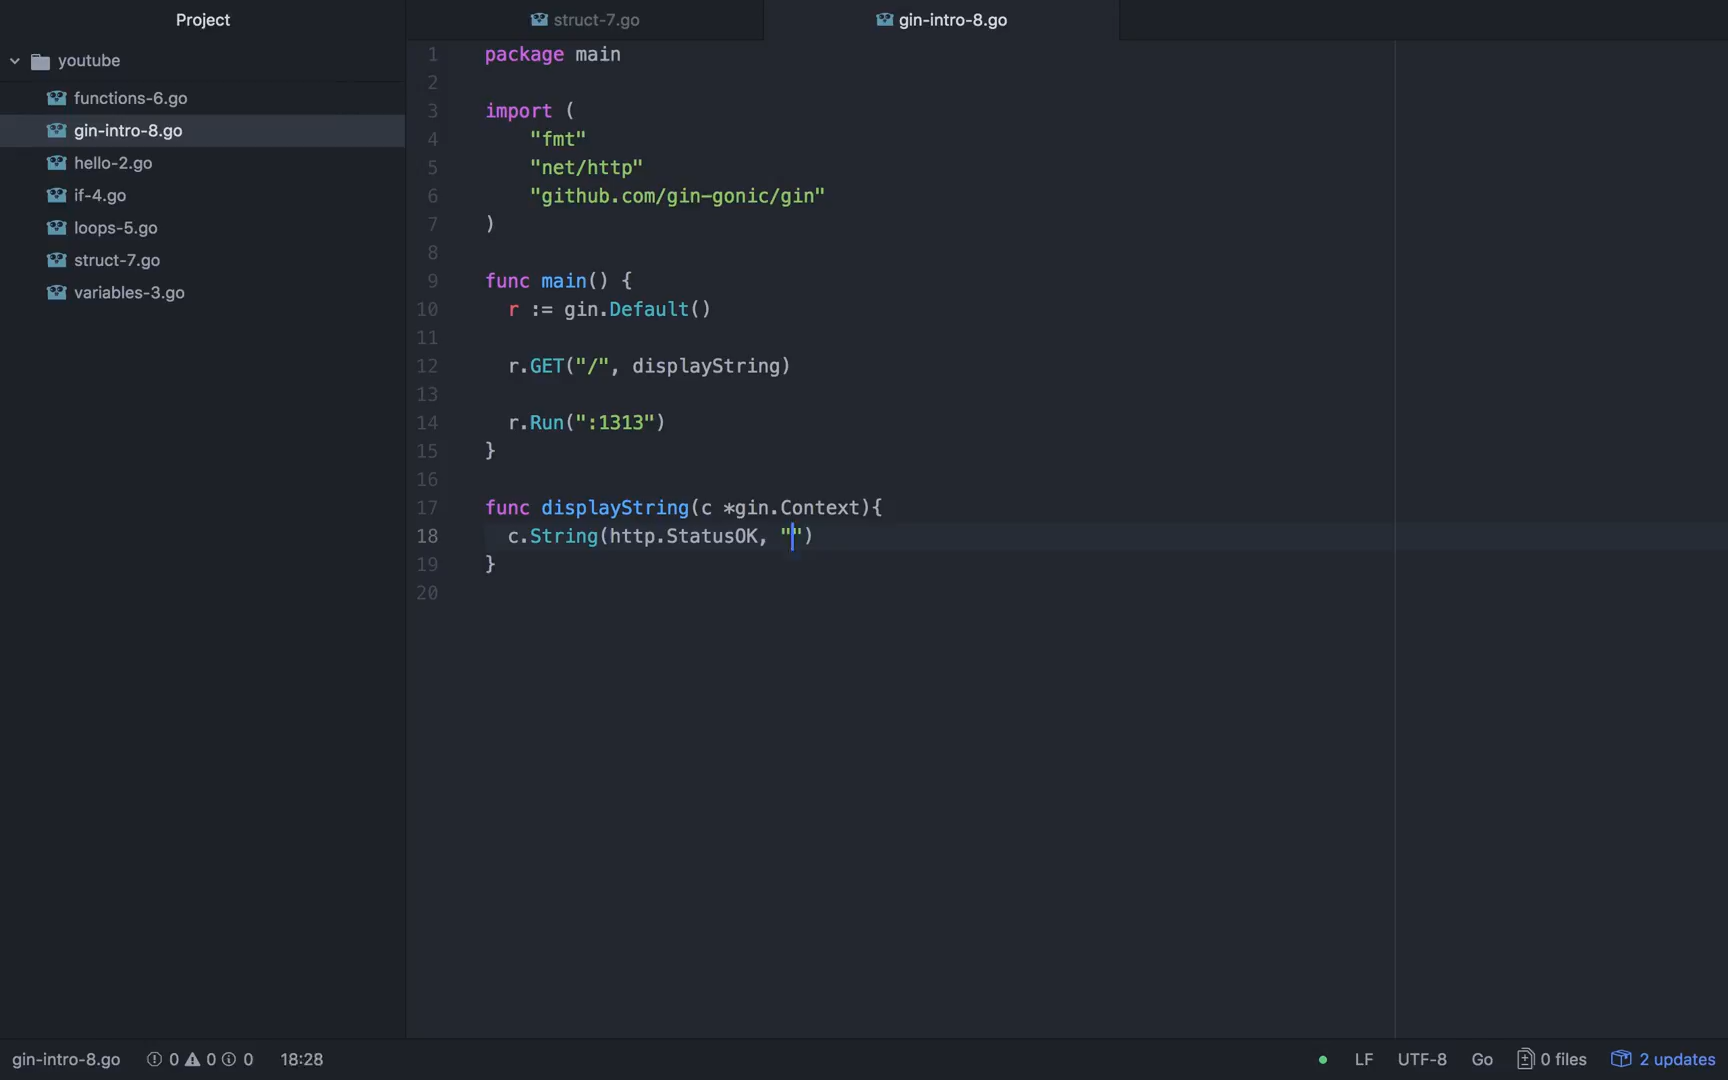 Project
struct-7.go
gin-intro-8.go
youtube
functions-6.go
gin-intro-8.go
hello-2.go
if-4.go
loops-5.go
struct-7.go
variables-3.go
1 package main
2
3 import (
4 "fmt"
5 "net/http"
6 "github.com/gin-gonic/gin"
7 )
8
9 func main() {
10 r := gin.Default()
11
12 r.GET("/", displayString)
13
14 r.Run(":1313")
15 }
16
17 func displayString(c *gin.Context){
18 c.String(http.StatusOK, "")
19 }
20
gin-intro-8.go 0 0 0 18:28 LF UTF-8 Go 0 files 2 updates